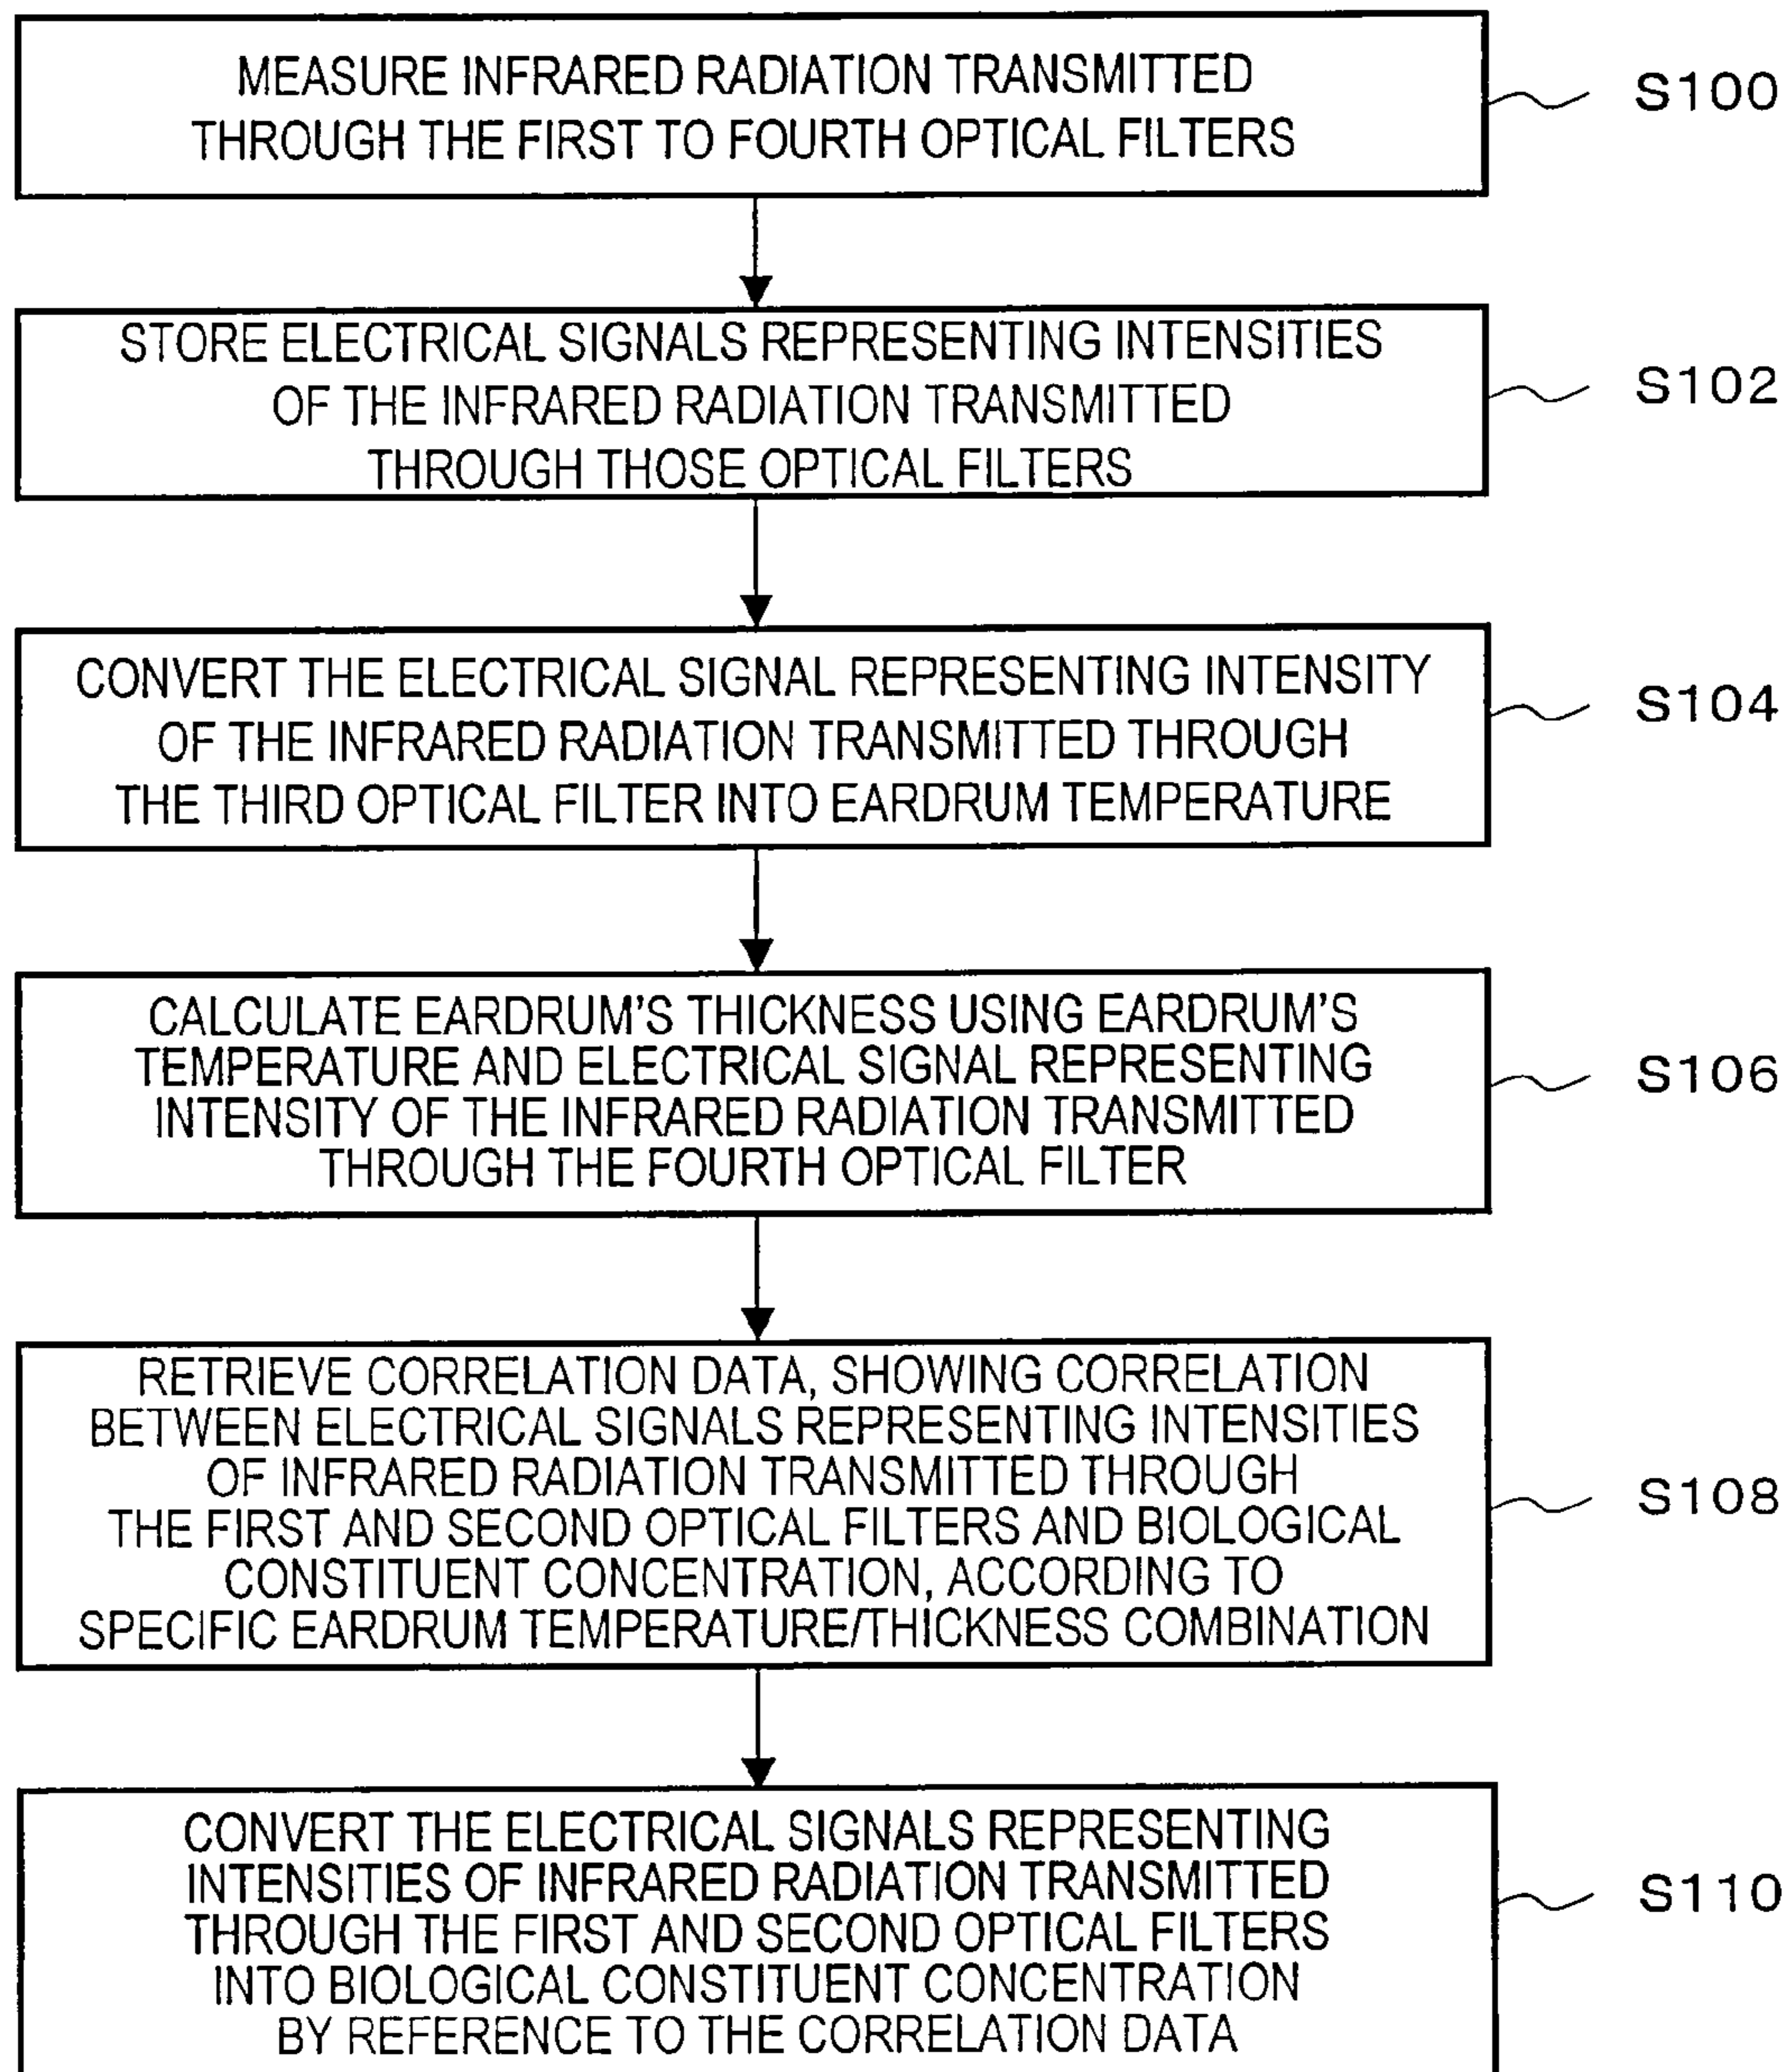 MEASURE INFRARED RADIATION TRANSMITTED
THROUGH THE FIRST TO FOURTH OPTICAL FILTERS
S100
STORE ELECTRICAL SIGNALS REPRESENTING INTENSITIES
OF THE INFRARED RADIATION TRANSMITTED
THROUGH THOSE OPTICAL FILTERS
S102
CONVERT THE ELECTRICAL SIGNAL REPRESENTING INTENSITY
OF THE INFRARED RADIATION TRANSMITTED THROUGH
THE THIRD OPTICAL FILTER INTO EARDRUM TEMPERATURE
S104
CALCULATE EARDRUM'S THICKNESS USING EARDRUM'S
TEMPERATURE AND ELECTRICAL SIGNAL REPRESENTING
INTENSITY OF THE INFRARED RADIATION TRANSMITTED
THROUGH THE FOURTH OPTICAL FILTER
S106
RETRIEVE CORRELATION DATA, SHOWING CORRELATION
BETWEEN ELECTRICAL SIGNALS REPRESENTING INTENSITIES
OF INFRARED RADIATION TRANSMITTED THROUGH
THE FIRST AND SECOND OPTICAL FILTERS AND BIOLOGICAL
CONSTITUENT CONCENTRATION, ACCORDING TO
SPECIFIC EARDRUM TEMPERATURE/THICKNESS COMBINATION
S108
CONVERT THE ELECTRICAL SIGNALS REPRESENTING
INTENSITIES OF INFRARED RADIATION TRANSMITTED
THROUGH THE FIRST AND SECOND OPTICAL FILTERS
INTO BIOLOGICAL CONSTITUENT CONCENTRATION
BY REFERENCE TO THE CORRELATION DATA
S110